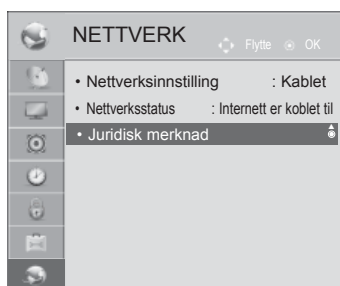 NETTVERK
Flytte OK
• Nettverksinnstilling : Kablet
• Nettverksstatus : Internett er koblet til
• Juridisk merknad